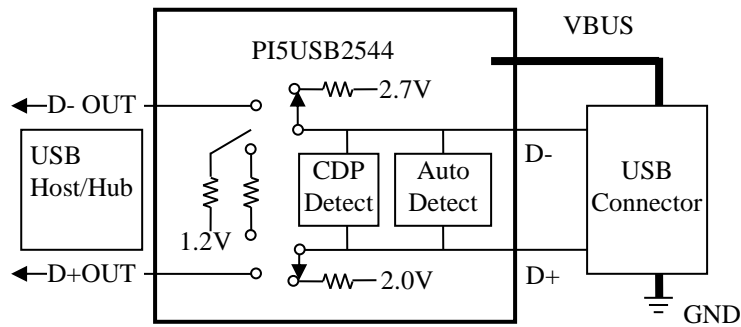 VBUS
PI5USB2544
2.7V
D- OUT
D-
USB
Host/Hub
CDP
Detect
Auto
Detect
USB
Connector
1.2V
D+OUT
2.0V
D+
GND